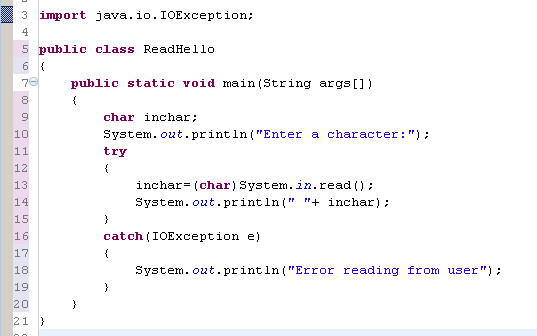 3 import java.io.IOException;
4
5 public class ReadHello
6 {
7 public static void main(String args[])
8 {
9 char inchar;
10 System.out.println("Enter a character:");
11 try
12 {
13 inchar=(char)System.in.read();
14 System.out.println(" "+ inchar);
15 }
16 catch(IOException e)
17 {
18 System.out.println("Error reading from user");
19 }
20 }
21 }